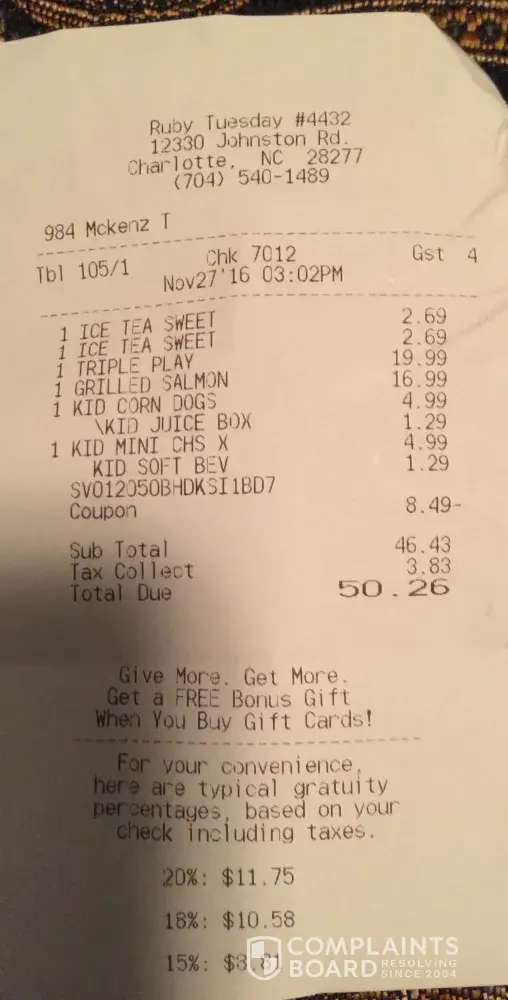 Ruby Tuesday #4432
12330 Johnston Rd.
Charlotte, NC 28277
(704) 540-1489
984 Mckenz T
Tbl 105/1 Chk 7012 Gst 4
Nov27'16 03:02PM
1 ICE TEA SWEET 2.69
1 ICE TEA SWEET 2.69
1 TRIPLE PLAY 19.99
1 GRILLED SALMON 16.99
1 KID CORN DOGS 4.99
\KID JUICE BOX 1.29
1 KID MINI CHS X 4.99
KID SOFT BEV 1.29
SV012050BHDKSI1BD7
Coupon 8.49-
Sub Total 46.43
Tax Collect 3.83
Total Due 50.26
Give More. Get More.
Get a FREE Bonus Gift
When You Buy Gift Cards!
For your convenience,
here are typical gratuity
percentages, based on your
check including taxes.
20%: $11.75
18%: $10.58
15%: $8.81
COMPLAINTS
BOARD RESOLVING
SINCE 2004